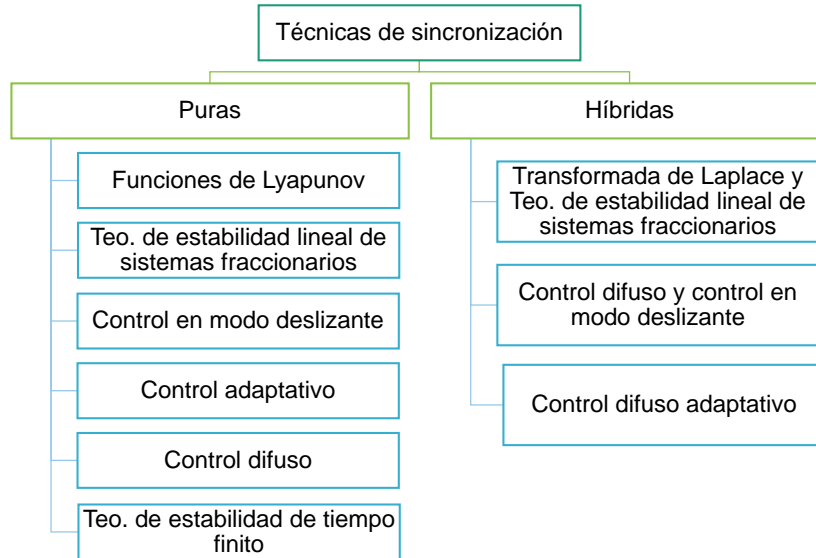 Técnicas de sincronización
Puras
Funciones de Lyapunov
Teo. de estabilidad lineal de
sistemas fraccionarios
Control en modo deslizante
Control adaptativo
Control difuso
Teo. de estabilidad de tiempo
finito
Híbridas
Transformada de Laplace y
Teo. de estabilidad lineal de
sistemas fraccionarios
Control difuso y control en
modo deslizante
Control difuso adaptativo